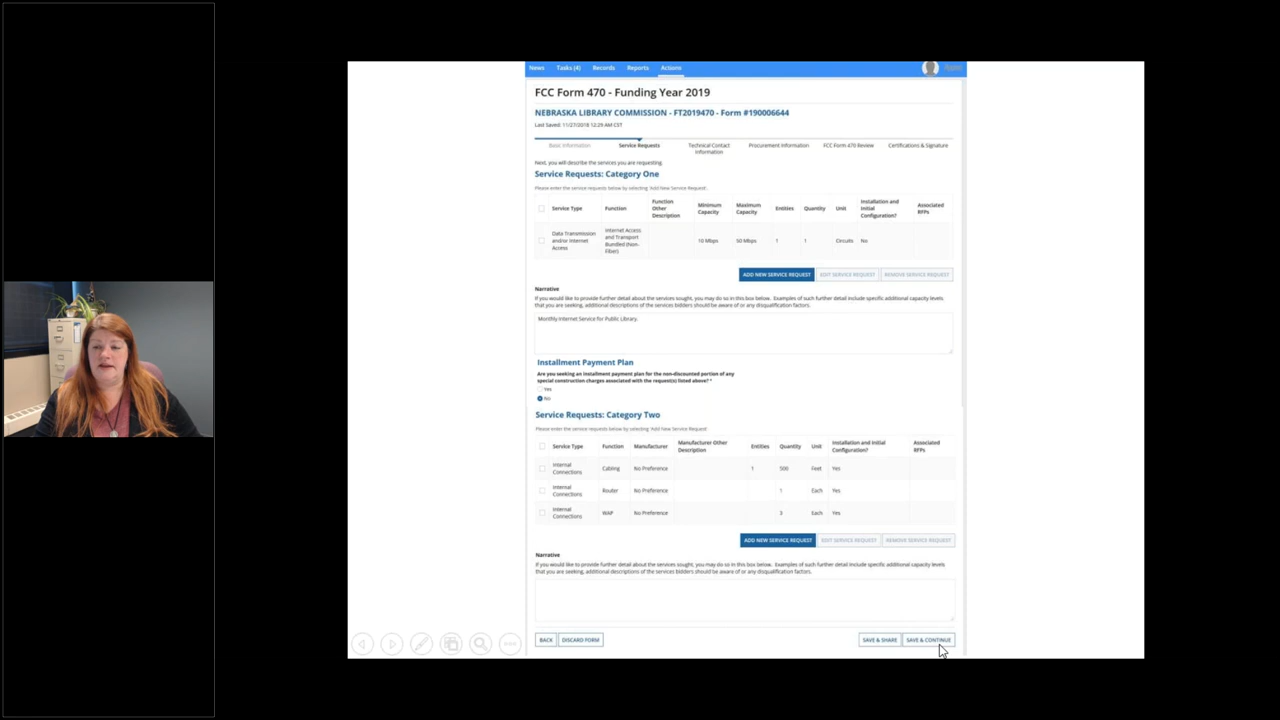 News Tasks (4) Records Reports Actions
FCC Form 470 - Funding Year 2019
NEBRASKA LIBRARY COMMISSION - FT2019470 - Form #190006644
Last Saved: 11/27/2018 12:29 AM CST
Basic Information Service Requests Technical Contact Information Procurement Information FCC Form 470 Review Certifications & Signature
Next, you will describe the services you are requesting.
Service Requests: Category One
Please enter the service requests below by selecting 'Add New Service Request'.
Service Type Function Function Other Description Minimum Capacity Maximum Capacity Entities Quantity Unit Installation and Initial Configuration? Associated RFPs
Data Transmission and/or Internet Access Internet Access and Transport Bundled (Non-Fiber) 10 Mbps 50 Mbps 1 1 Circuits No
ADD NEW SERVICE REQUEST EDIT SERVICE REQUEST REMOVE SERVICE REQUEST
Narrative
If you would like to provide further detail about the services sought, you may do so in this box below. Examples of such further detail include specific additional capacity levels
that you are seeking, additional descriptions of the services bidders should be aware of or any disqualification factors.
Monthly Internet Service for Public Library.
Installment Payment Plan
Are you seeking an installment payment plan for the non-discounted portion of any
special construction charges associated with the request(s) listed above? *
Yes
No
Service Requests: Category Two
Please enter the service requests below by selecting 'Add New Service Request'.
Service Type Function Manufacturer Manufacturer Other Description Entities Quantity Unit Installation and Initial Configuration? Associated RFPs
Internal Connections Cabling No Preference 1 500 Feet Yes
Internal Connections Router No Preference 1 Each Yes
Internal Connections WAP No Preference 3 Each Yes
ADD NEW SERVICE REQUEST EDIT SERVICE REQUEST REMOVE SERVICE REQUEST
Narrative
If you would like to provide further detail about the services sought, you may do so in this box below. Examples of such further detail include specific additional capacity levels
that you are seeking, additional descriptions of the services bidders should be aware of or any disqualification factors.
BACK DISCARD FORM SAVE & SHARE SAVE & CONTINUE